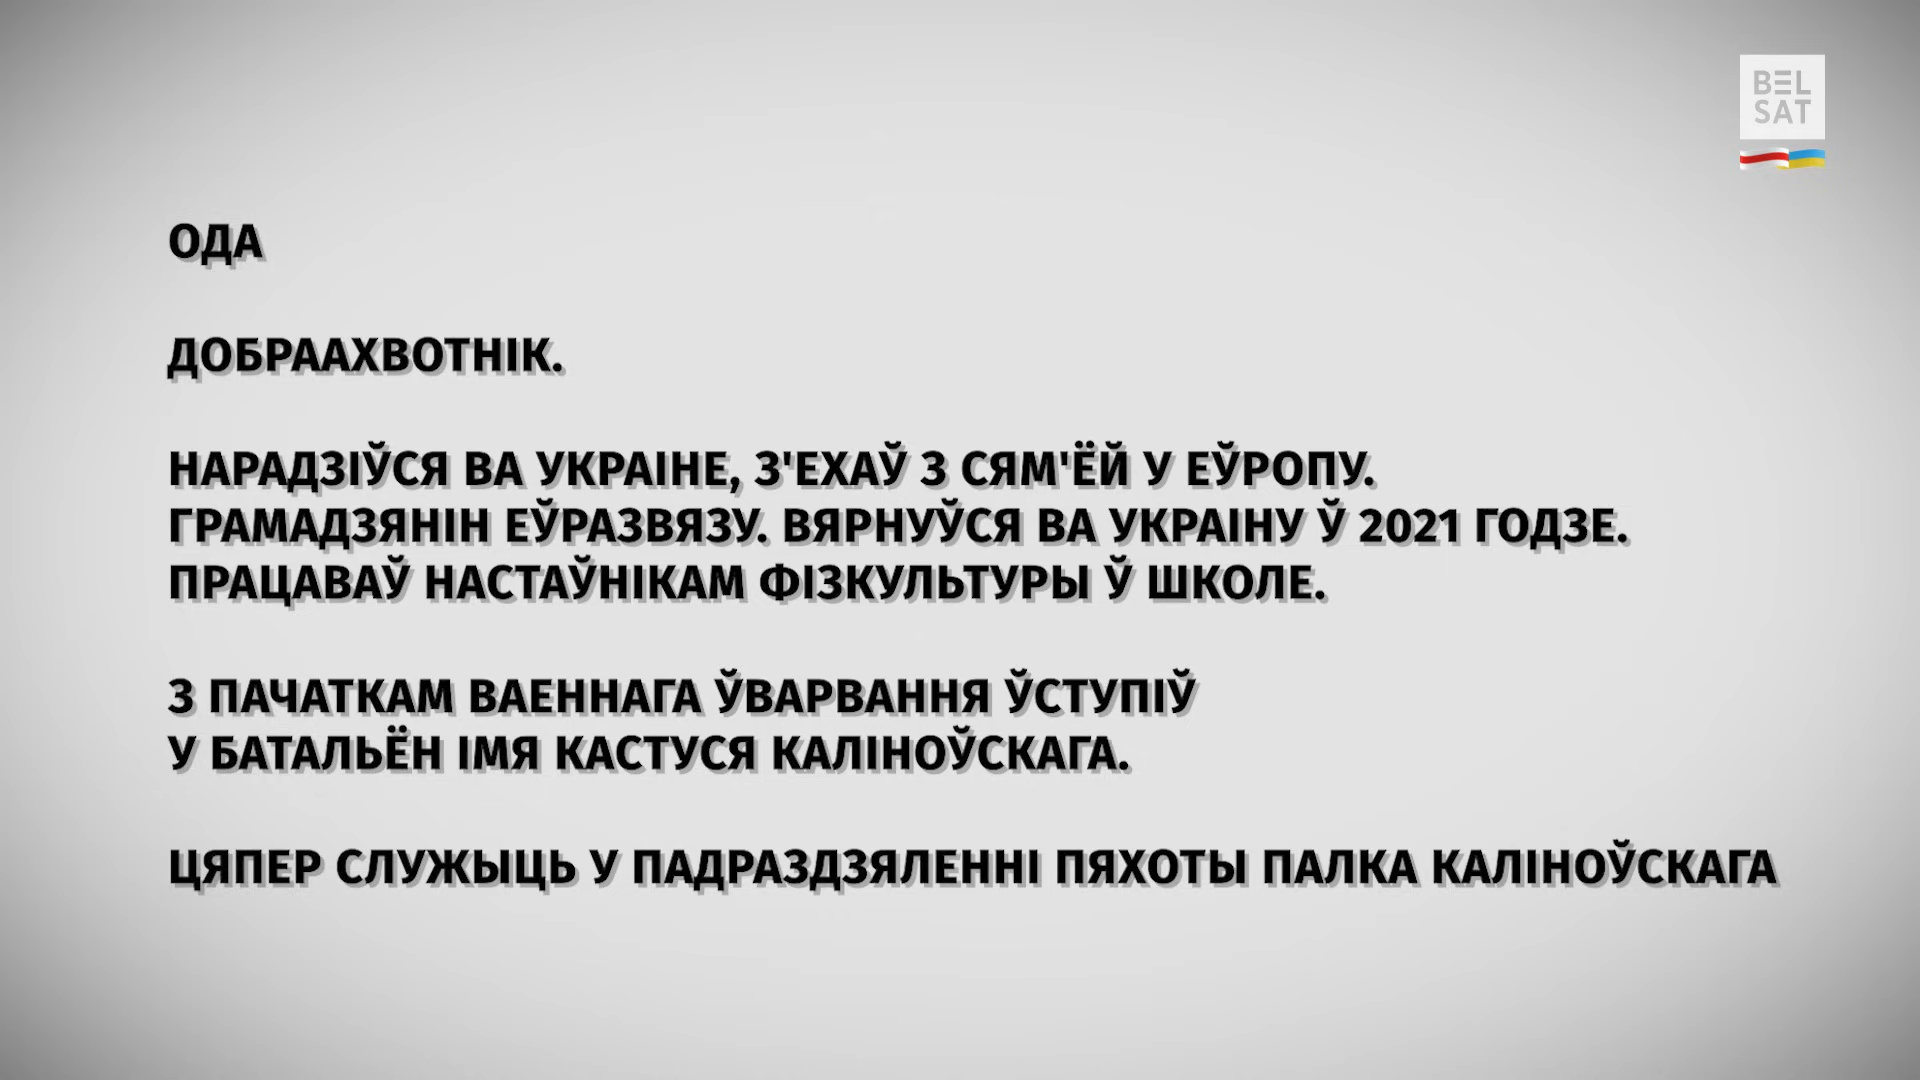 BEL
SAT
ОДА
ДОБРААХВОТНІК.
НАРАДЗІЎСЯ ВА УКРАІНЕ, З'ЕХАЎ З СЯМ'ЁЙ У ЕЎРОПУ.
ГРАМАДЗЯНІН ЕЎРАЗВЯЗУ. ВЯРНУЎСЯ ВА УКРАІНУ Ў 2021 ГОДЗЕ.
ПРАЦАВАЎ НАСТАЎНІКАМ ФІЗКУЛЬТУРЫ Ў ШКОЛЕ.
З ПАЧАТКАМ ВАЕННАГА ЎВАРВАННЯ ЎСТУПІЎ
У БАТАЛЬЁН ІМЯ КАСТУСЯ КАЛІНОЎСКАГА.
ЦЯПЕР СЛУЖЫЦЬ У ПАДРАЗДЗЯЛЕННІ ПЯХОТЫ ПАЛКА КАЛІНОЎСКАГА